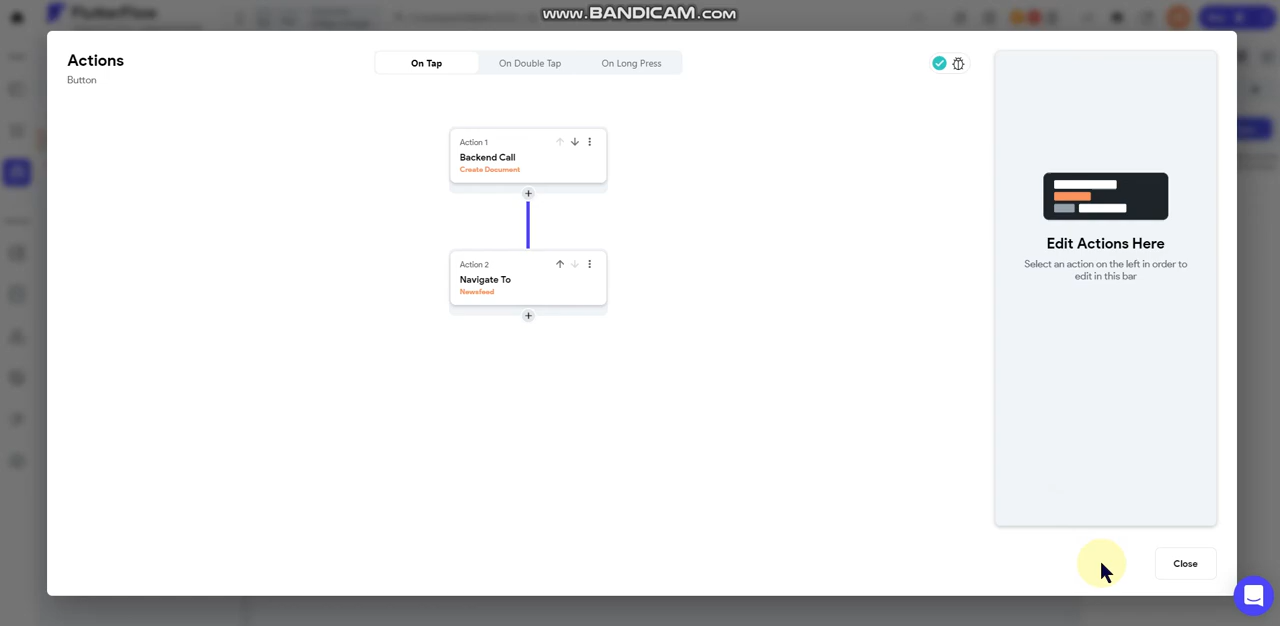 www.BANDICAM.com
FlutterFlow
Actions
Button
On Tap
On Double Tap
On Long Press
Action 1
Backend Call
Create Document
Action 2
Navigate To
Newsfeed
Edit Actions Here
Select an action on the left in order to
edit in this bar
Close